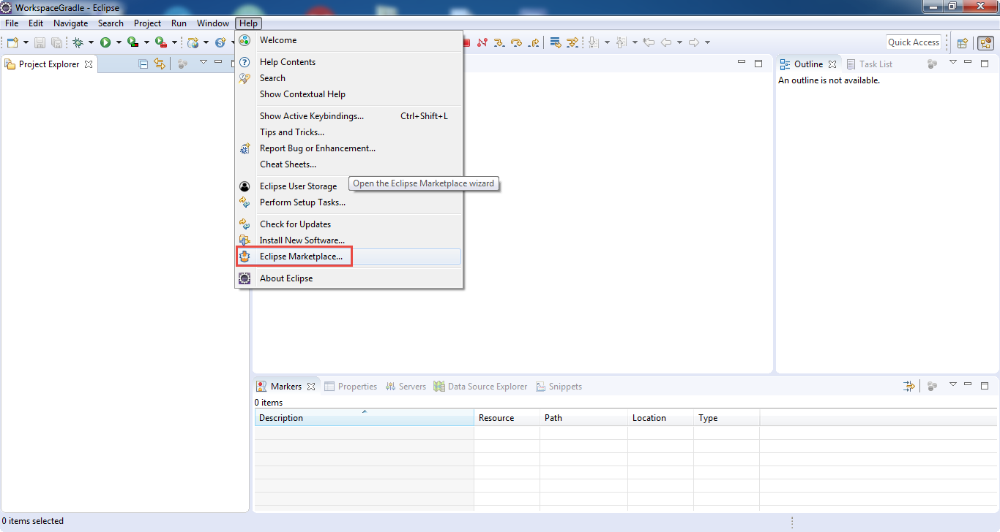 WorkspaceGradle - Eclipse
File Edit Navigate Search Project Run Window Help
Quick Access
Project Explorer
Welcome
Help Contents
Search
Show Contextual Help
Show Active Keybindings... Ctrl+Shift+L
Tips and Tricks...
Report Bug or Enhancement...
Cheat Sheets...
Eclipse User Storage
Open the Eclipse Marketplace wizard
Perform Setup Tasks...
Check for Updates
Install New Software...
Eclipse Marketplace...
About Eclipse
Outline Task List
An outline is not available.
Markers Properties Servers Data Source Explorer Snippets
0 items
Description Resource Path Location Type
0 items selected